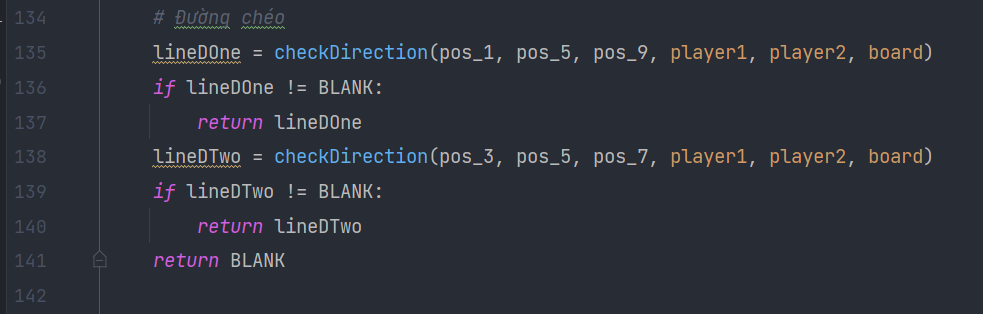 134 # Đường chéo
135 lineDOne = checkDirection(pos_1, pos_5, pos_9, player1, player2, board)
136 if lineDOne != BLANK:
137 return lineDOne
138 lineDTwo = checkDirection(pos_3, pos_5, pos_7, player1, player2, board)
139 if lineDTwo != BLANK:
140 return lineDTwo
141 return BLANK
142